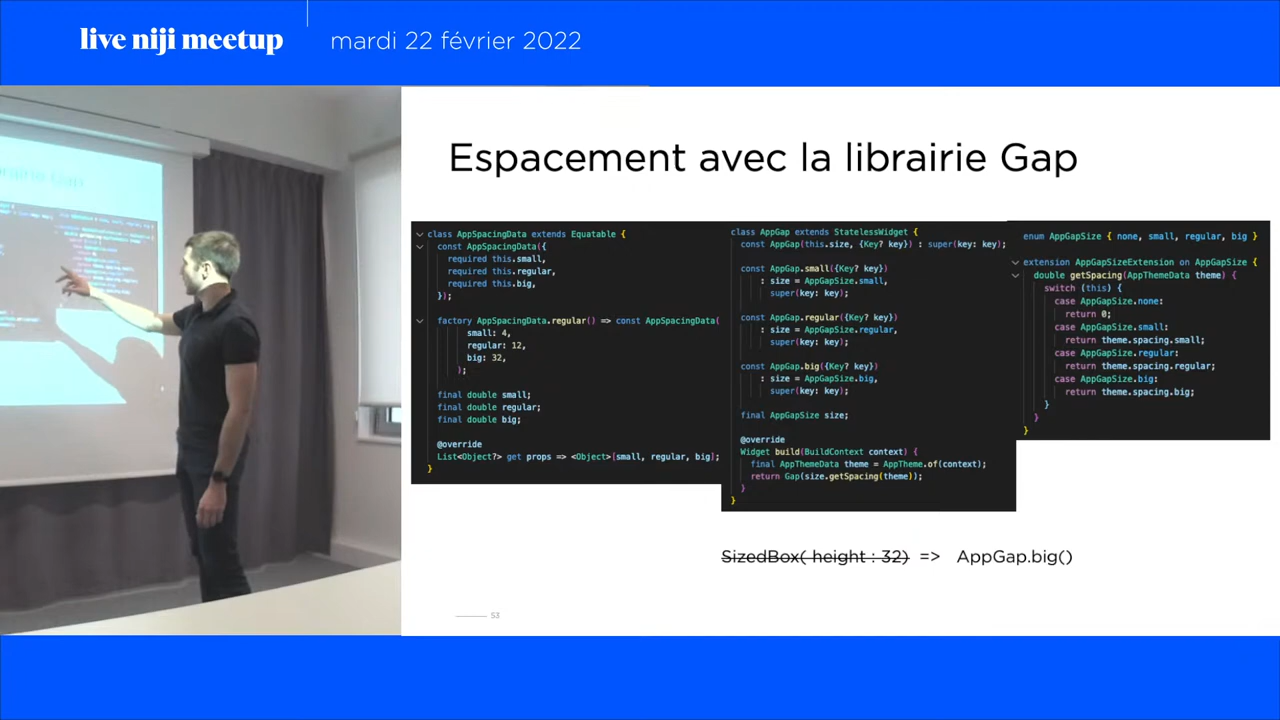 live niji meetup
mardi 22 février 2022
Espacement avec la librairie Gap
class AppSpacingData extends Equatable {
const AppSpacingData({
required this.small,
required this.regular,
required this.big,
});
factory AppSpacingData.regular() => const AppSpacingData(
small: 4,
regular: 12,
big: 32,
);
final double small;
final double regular;
final double big;
@override
List<Object?> get props => <Object>[small, regular, big];
}
class AppGap extends StatelessWidget {
const AppGap(this.size, {Key? key}) : super(key: key);
const AppGap.small({Key? key})
: size = AppGapSize.small,
super(key: key);
const AppGap.regular({Key? key})
: size = AppGapSize.regular,
super(key: key);
const AppGap.big({Key? key})
: size = AppGapSize.big,
super(key: key);
final AppGapSize size;
@override
Widget build(BuildContext context) {
final AppThemeData theme = AppTheme.of(context);
return Gap(size.getSpacing(theme));
}
}
enum AppGapSize { none, small, regular, big }
extension AppGapSizeExtension on AppGapSize {
double getSpacing(AppThemeData theme) {
switch (this) {
case AppGapSize.none:
return 0;
case AppGapSize.small:
return theme.spacing.small;
case AppGapSize.regular:
return theme.spacing.regular;
case AppGapSize.big:
return theme.spacing.big;
}
}
}
SizedBox( height : 32) => AppGap.big()
53